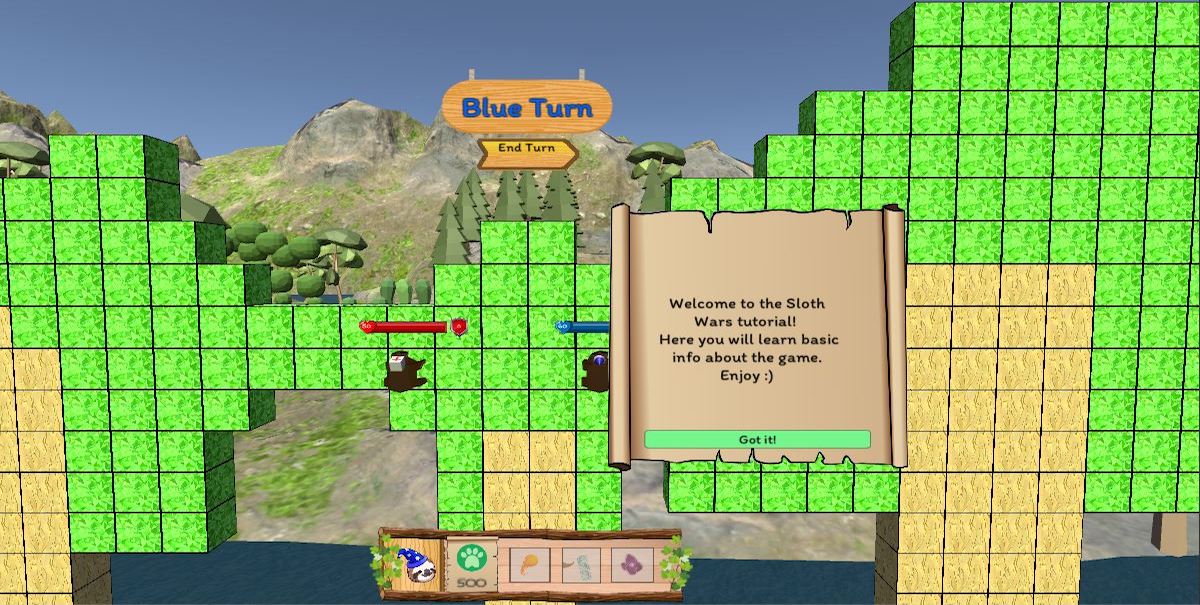 Blue Turn
End Turn
Welcome to the Sloth
Wars tutorial!
Here you will learn basic
info about the game.
Enjoy :)
Got it!
500